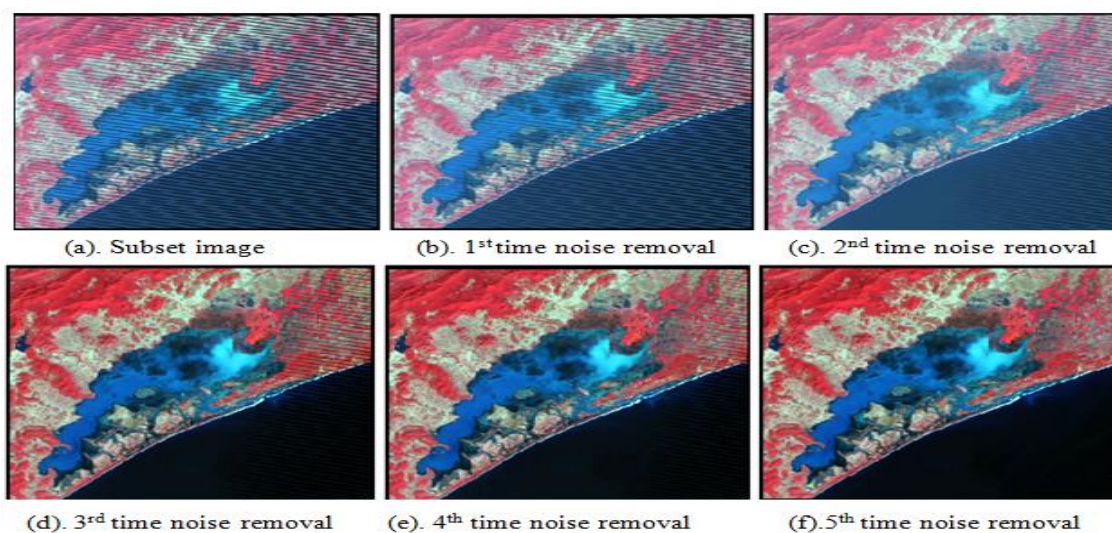 (a). Subset image
(b). 1st time noise removal
(c). 2nd time noise removal
(d). 3rd time noise removal
(e). 4th time noise removal
(f).5th time noise removal